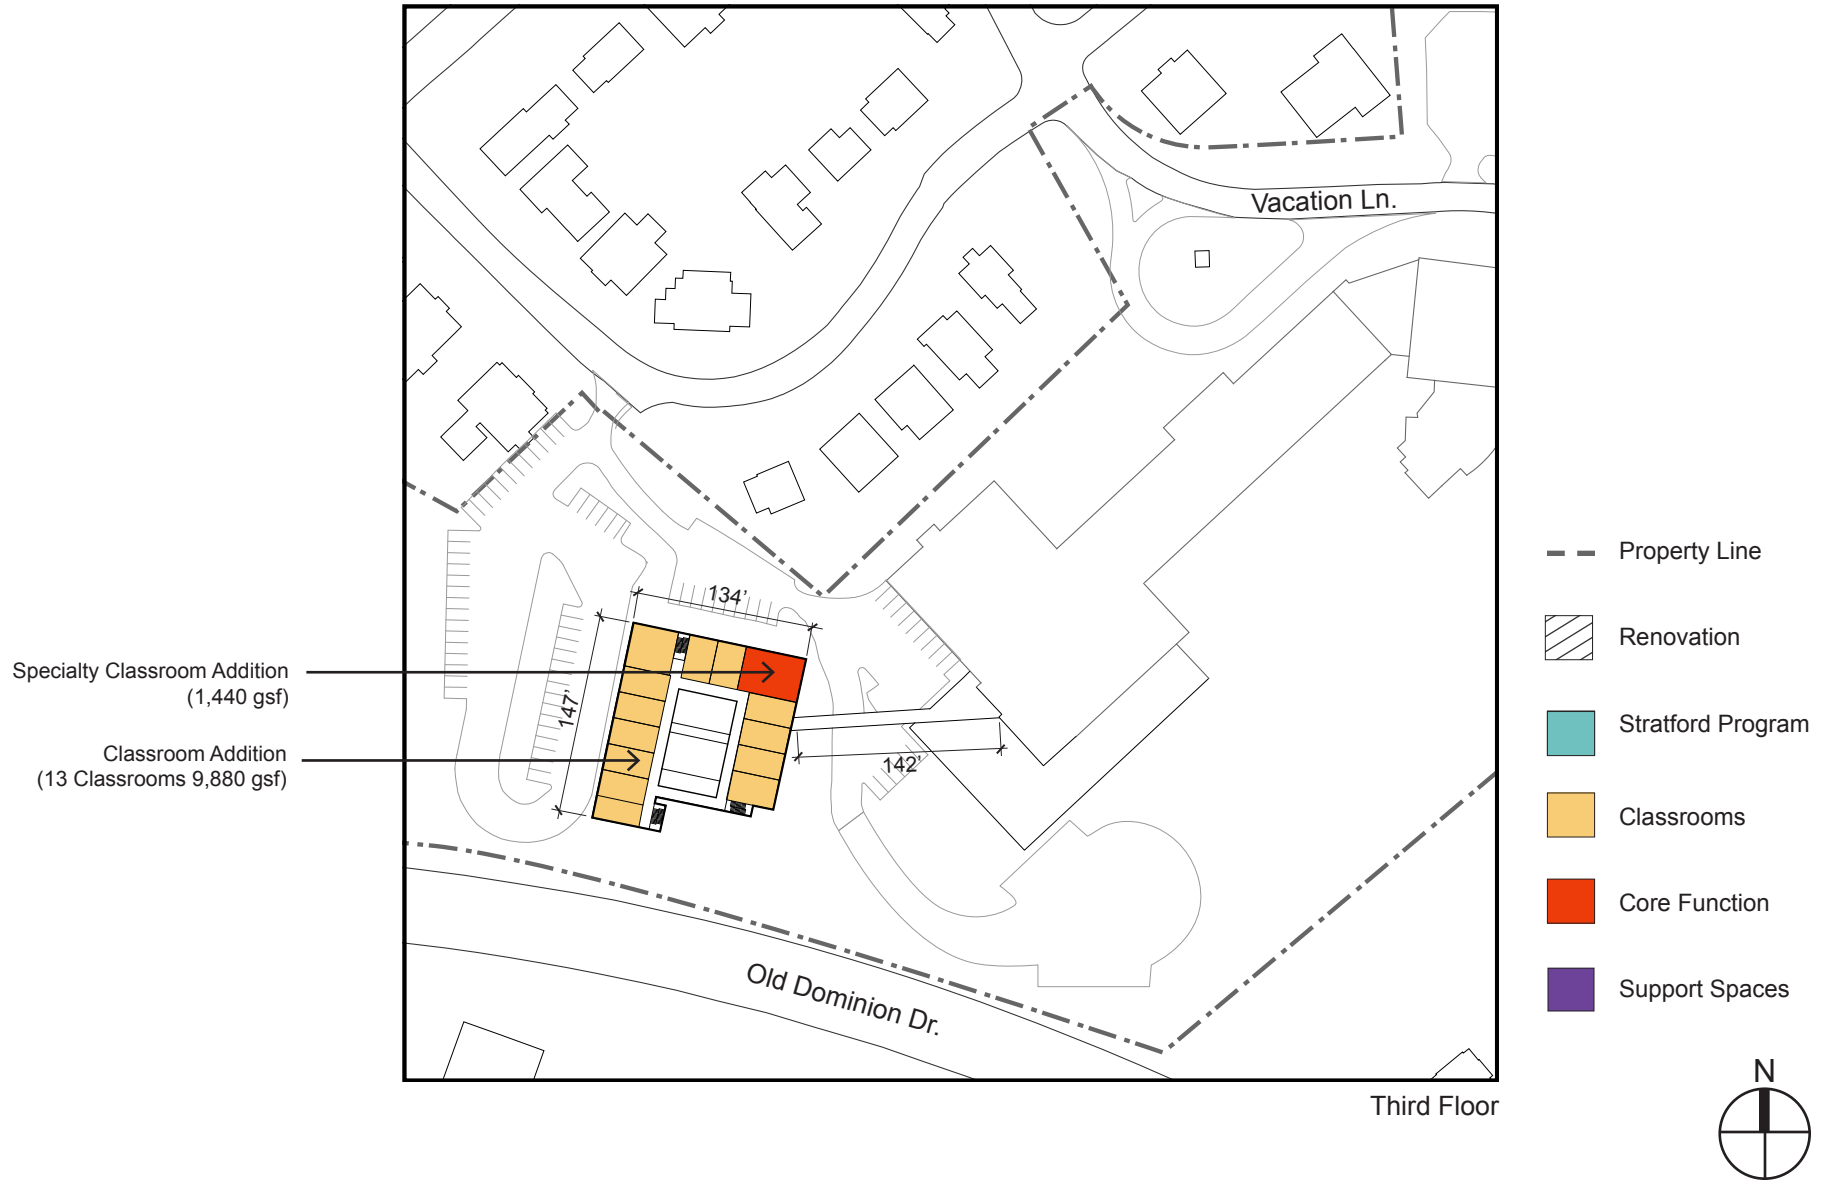 Vacation Ln.
Property Line
134’
Renovation
Specialty Classroom Addition
(1,440 gsf)
147’
Stratford Program
Classroom Addition
(13 Classrooms 9,880 gsf)
142’
Classrooms
Core Function
Old Dominion Dr.
Support Spaces
N
Third Floor